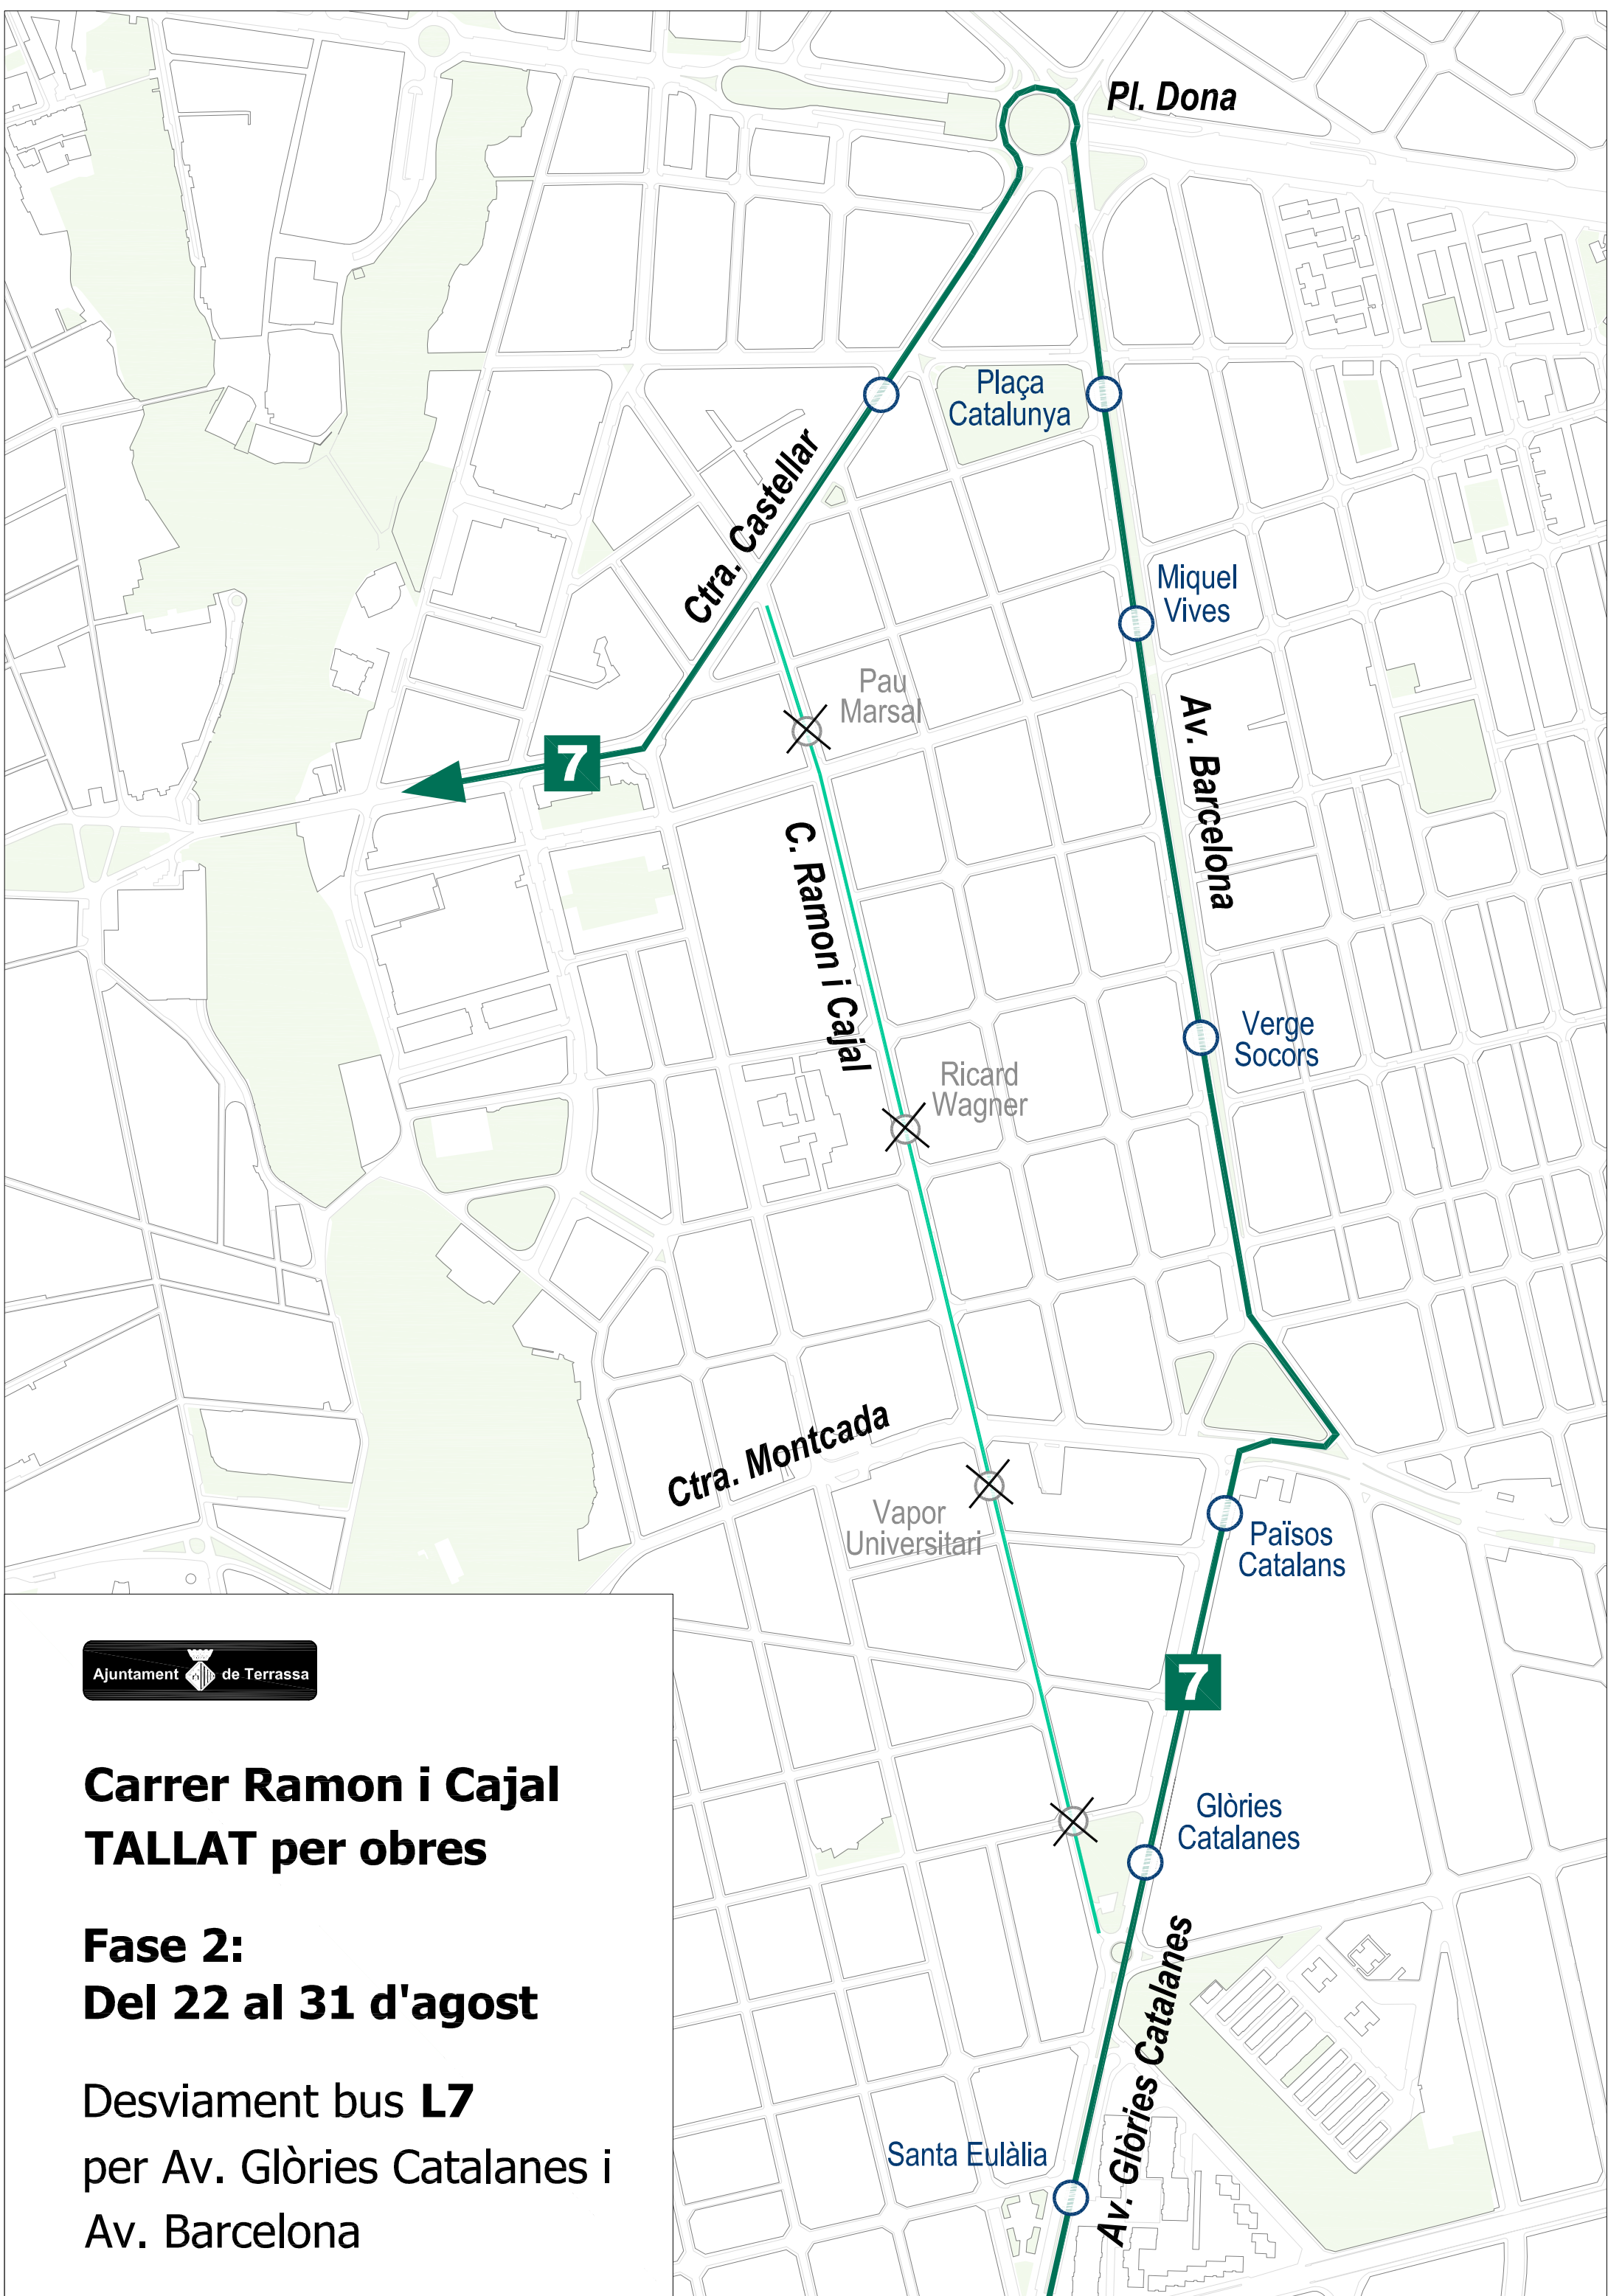 Pl. Dona
Plaça
Catalunya
Ctra. Castellar
Miquel
Vives
Pau
Marsal
Av. Barcelona
7
C. Ramon i Cajal
Verge
Socors
Ricard
Wagner
Ctra. Montcada
Vapor
Universitari
Països
Catalans
7
Glòries
Catalanes
Av. Glòries Catalanes
Santa Eulàlia
Ajuntament de Terrassa
Carrer Ramon i Cajal
TALLAT per obres
Fase 2:
Del 22 al 31 d'agost
Desviament bus L7
per Av. Glòries Catalanes i
Av. Barcelona